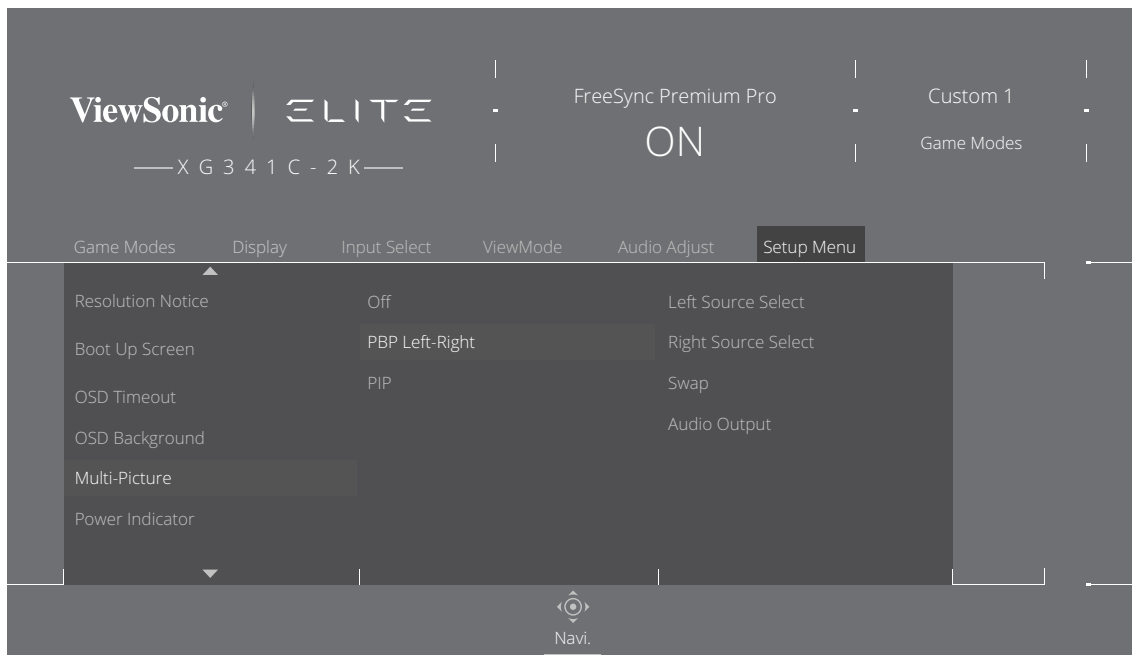 ViewSonic® ELITE
XG341C-2K
FreeSync Premium Pro
ON
Custom 1
Game Modes
Game Modes Display Input Select ViewMode Audio Adjust Setup Menu
Resolution Notice
Boot Up Screen
OSD Timeout
OSD Background
Multi-Picture
Power Indicator
Off
PBP Left-Right
PIP
Left Source Select
Right Source Select
Swap
Audio Output
Navi.